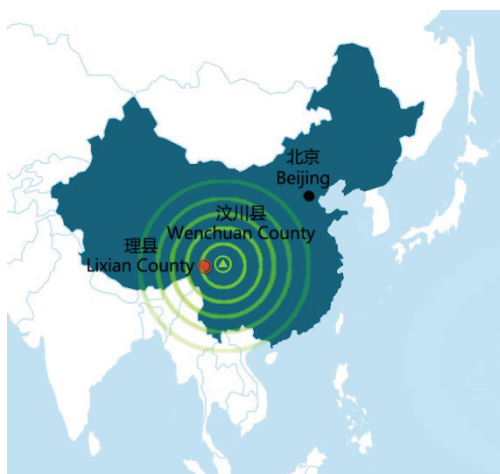 北京
Beijing
汶川县
Wenchuan County
理县
Lixian County